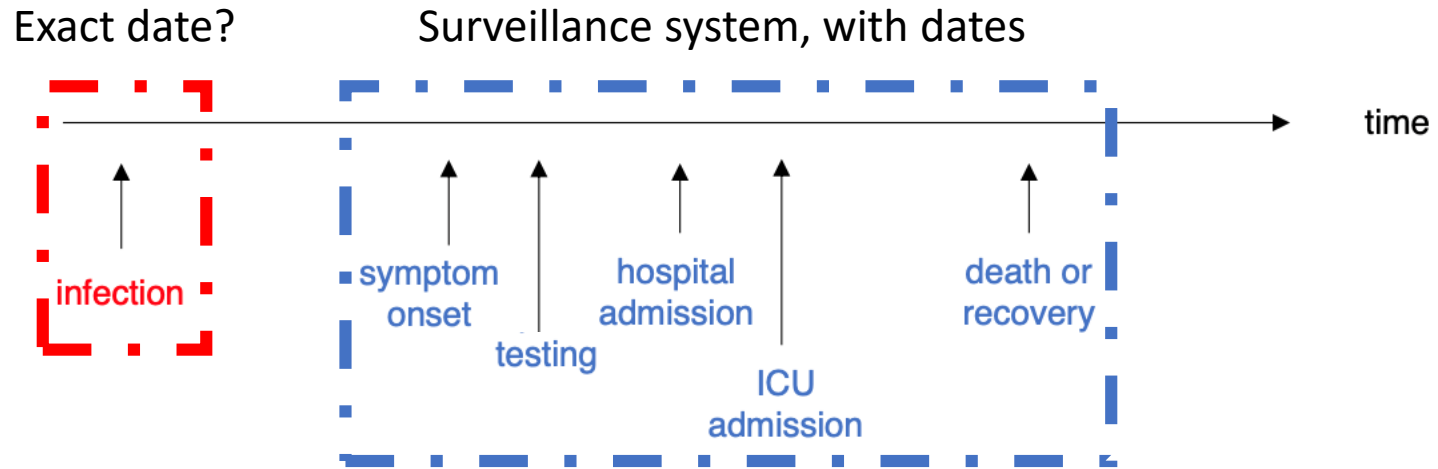 Exact date?
Surveillance system, with dates
time
infection
symptom
onset
testing
hospital
admission
ICU
admission
death or
recovery